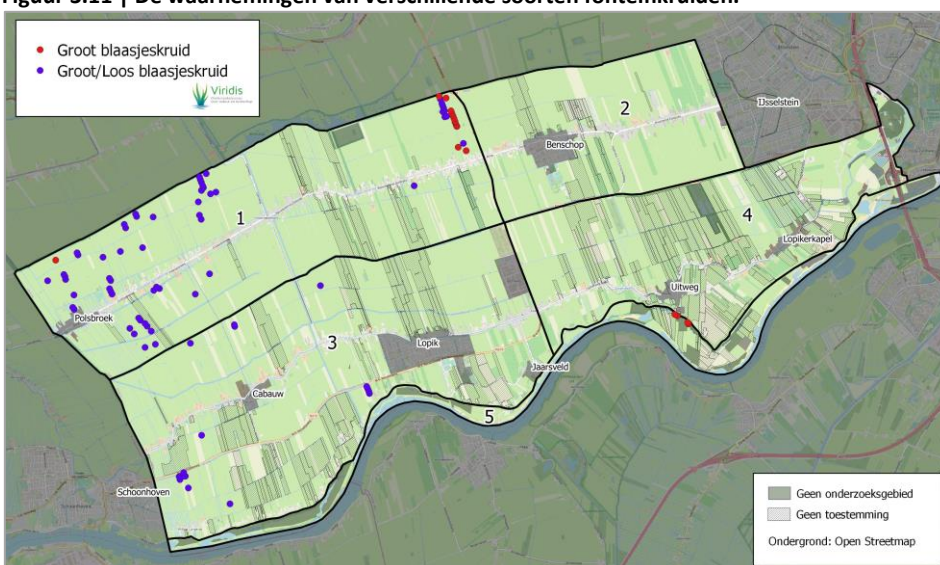 Figuur 3.11 | De waarnemingen van verschillende soorten fonteinkruiden.
Groot blaasjeskruid
Groot/Loos blaasjeskruid
Viridis
IJsselstein
2
Benschop
1
4
Lopikerkapel
Uitweg
Polsbroek
3
Lopik
Jaarsveld
Cabauw
5
Schoonhoven
Geen onderzoeksgebied
Geen toestemming
Ondergrond: Open Streetmap